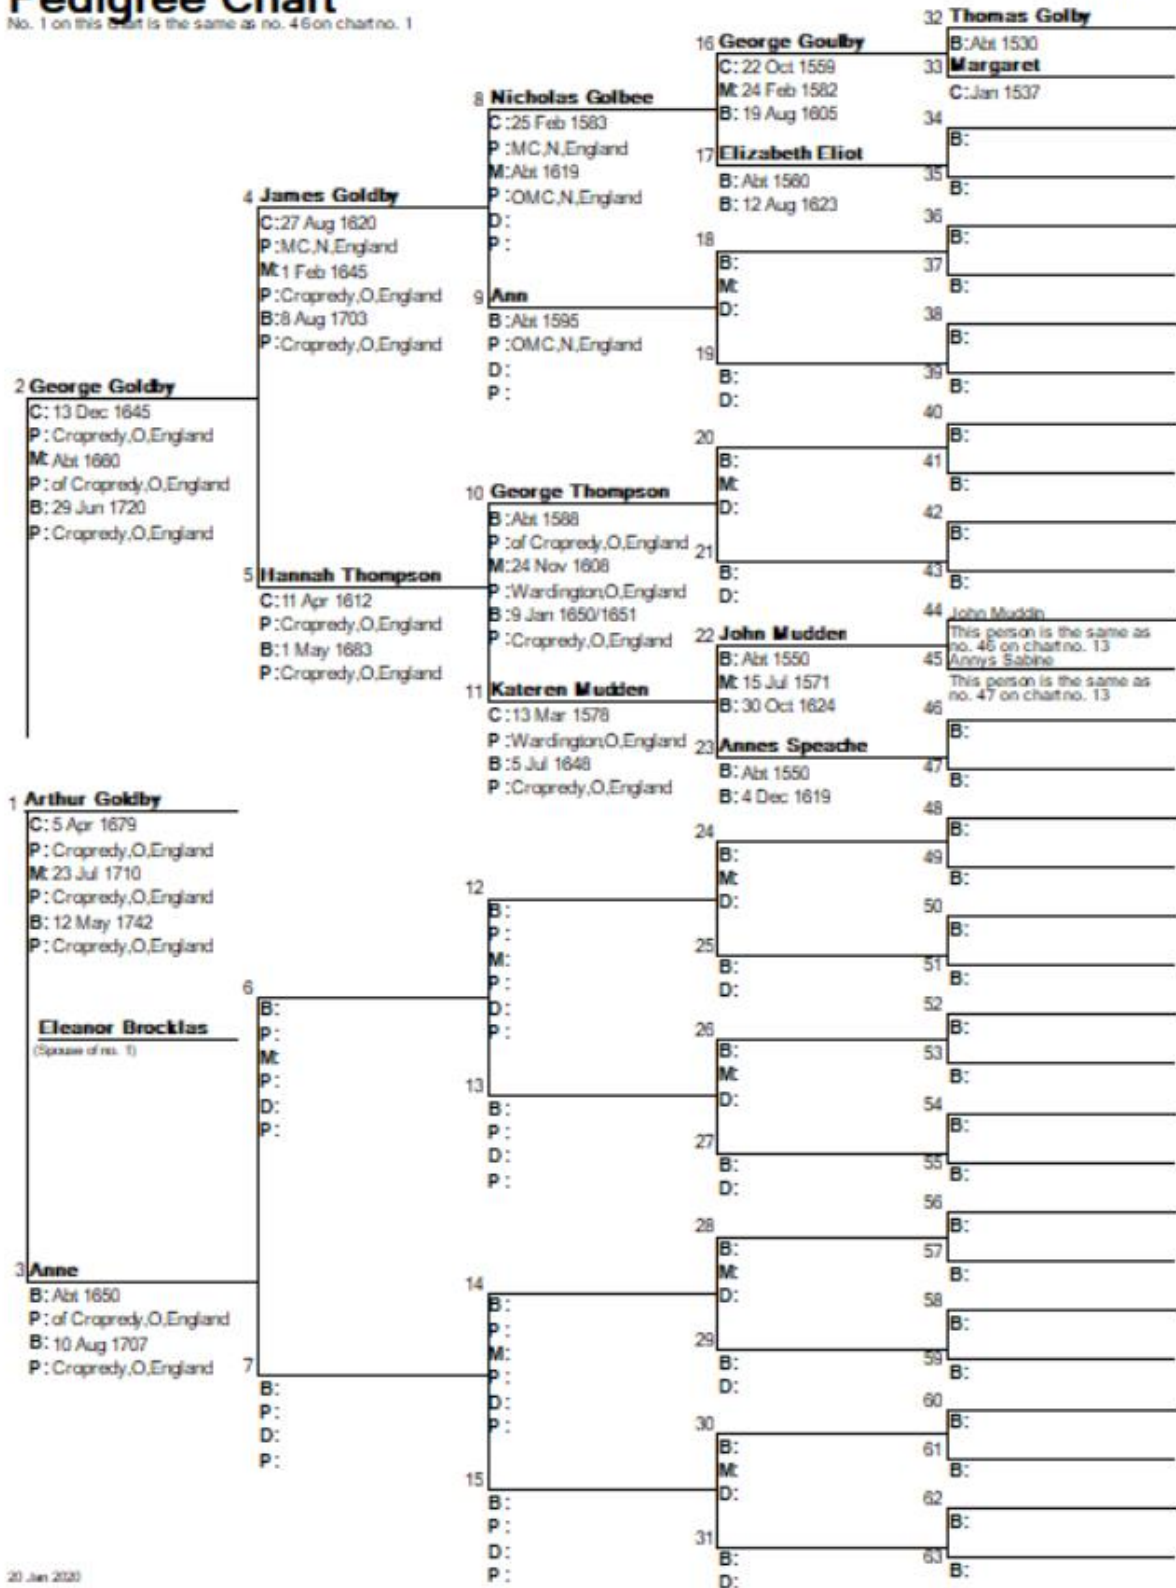 Pedigree Chart
No. 1 on this chart is the same as no. 46 on chart no. 1
2 George Goldby
C: 13 Dec 1645
P: Cropredy,O,England
M: Abt 1660
P: of Cropredy,O,England
B: 29 Jun 1720
P: Cropredy,O,England
1 Arthur Goldby
C: 5 Apr 1679
P: Cropredy,O,England
M: 23 Jul 1710
P: Cropredy,O,England
B: 12 May 1742
P: Cropredy,O,England
Eleanor Brocklas
(Spouse of no. 1)
3 Anne
B: Abt 1650
P: of Cropredy,O,England
B: 10 Aug 1707
P: Cropredy,O,England
20 Jan 2020
4 James Goldby
C: 27 Aug 1620
P: MC,N,England
M: 1 Feb 1645
P: Cropredy,O,England
B: 8 Aug 1703
P: Cropredy,O,England
5 Hannah Thompson
C: 11 Apr 1612
P: Cropredy,O,England
B: 1 May 1683
P: Cropredy,O,England
6
B:
P:
M:
P:
D:
P:
7
B:
P:
D:
P:
8 Nicholas Golbee
C: 25 Feb 1583
P: MC,N,England
M: Abt 1619
P: OMC,N,England
D:
P:
9 Ann
B: Abt 1595
P: OMC,N,England
D:
P:
10 George Thompson
B: Abt 1588
P: of Cropredy,O,England
M: 24 Nov 1608
P: Wardington,O,England
B: 9 Jan 1650/1651
P: Cropredy,O,England
11 Kateren Mudden
C: 13 Mar 1578
P: Wardington,O,England
B: 5 Jul 1648
P: Cropredy,O,England
12
B:
P:
M:
P:
D:
P:
13
B:
P:
D:
P:
14
B:
P:
M:
P:
D:
P:
15
B:
P:
D:
P:
16 George Goulby
C: 22 Oct 1559
M: 24 Feb 1582
B: 19 Aug 1605
17 Elizabeth Eliot
B: Abt 1560
B: 12 Aug 1623
18
B:
M:
D:
19
B:
D:
20
B:
M:
D:
21
B:
D:
22 John Mudden
B: Abt 1550
M: 15 Jul 1571
B: 30 Oct 1624
23 Annes Speache
B: Abt 1550
B: 4 Dec 1619
24
B:
M:
D:
25
B:
D:
26
B:
M:
D:
27
B:
D:
28
B:
M:
D:
29
B:
D:
30
B:
M:
D:
31
B:
D:
32 Thomas Golby
B: Abt 1530
33 Margaret
C: Jan 1537
34
B:
35
B:
36
B:
37
B:
38
B:
39
B:
40
B:
41
B:
42
B:
43
B:
44 John Muddin
This person is the same as
no. 46 on chart no. 13
45 Annys Sabine
This person is the same as
no. 47 on chart no. 13
46
B:
47
B:
48
B:
49
B:
50
B:
51
B:
52
B:
53
B:
54
B:
55
B:
56
B:
57
B:
58
B:
59
B:
60
B:
61
B:
62
B:
63
B: